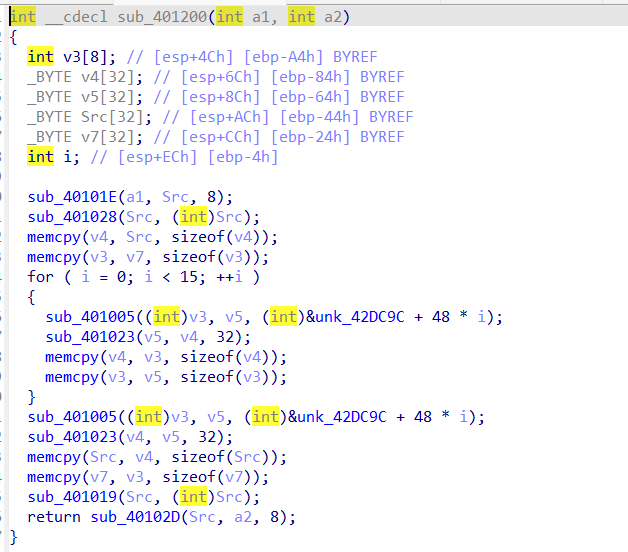 int __cdecl sub_401200(int a1, int a2)
{
  int v3[8]; // [esp+4Ch] [ebp-A4h] BYREF
  _BYTE v4[32]; // [esp+6Ch] [ebp-84h] BYREF
  _BYTE v5[32]; // [esp+8Ch] [ebp-64h] BYREF
  _BYTE Src[32]; // [esp+ACh] [ebp-44h] BYREF
  _BYTE v7[32]; // [esp+CCh] [ebp-24h] BYREF
  int i; // [esp+ECh] [ebp-4h]

  sub_40101E(a1, Src, 8);
  sub_401028(Src, (int)Src);
  memcpy(v4, Src, sizeof(v4));
  memcpy(v3, v7, sizeof(v3));
  for ( i = 0; i < 15; ++i )
  {
    sub_401005((int)v3, v5, (int)&unk_42DC9C + 48 * i);
    sub_401023(v5, v4, 32);
    memcpy(v4, v3, sizeof(v4));
    memcpy(v3, v5, sizeof(v3));
  }
  sub_401005((int)v3, v5, (int)&unk_42DC9C + 48 * i);
  sub_401023(v4, v5, 32);
  memcpy(Src, v4, sizeof(Src));
  memcpy(v7, v3, sizeof(v7));
  sub_401019(Src, (int)Src);
  return sub_40102D(Src, a2, 8);
}